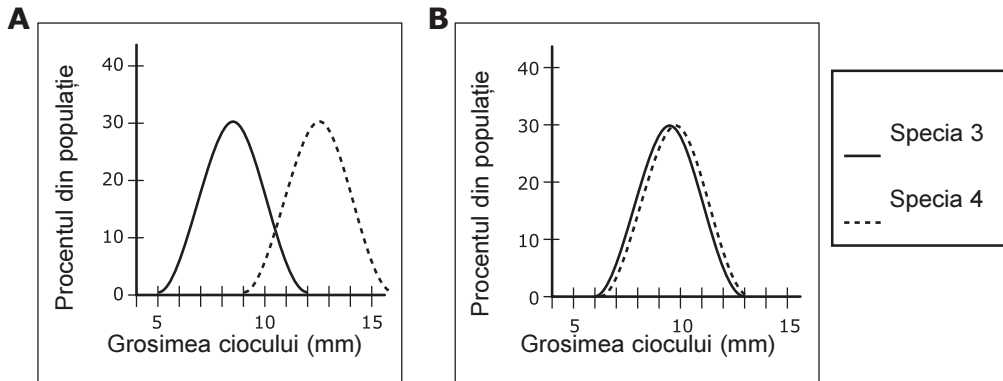 A
Procentul din populație
40
30
20
10
0
5 10 15
Grosimea ciocului (mm)
B
Procentul din populație
40
30
20
10
0
5 10 15
Grosimea ciocului (mm)
Specia 3
Specia 4